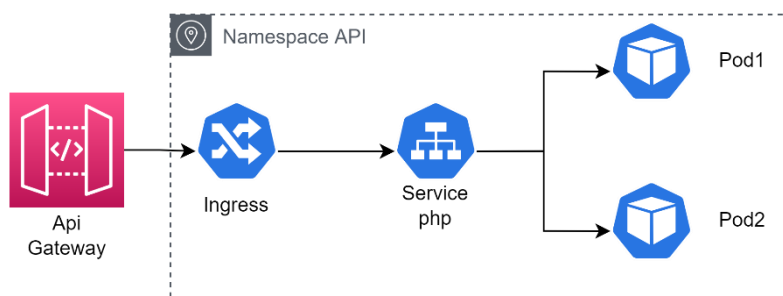 Namespace API
Pod1
</>
Api
Gateway
Ingress
Service
php
Pod2